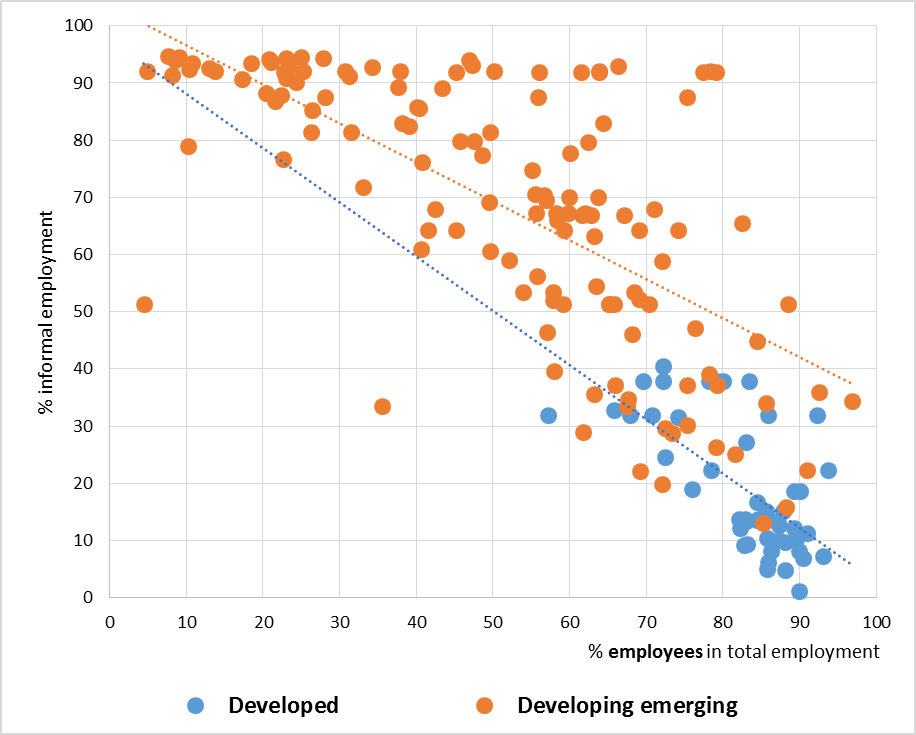 100
90
80
70
60
50
40
30
20
10
0
% informal employment
0 10 20 30 40 50 60 70 80 90 100
% employees in total employment
Developed Developing emerging